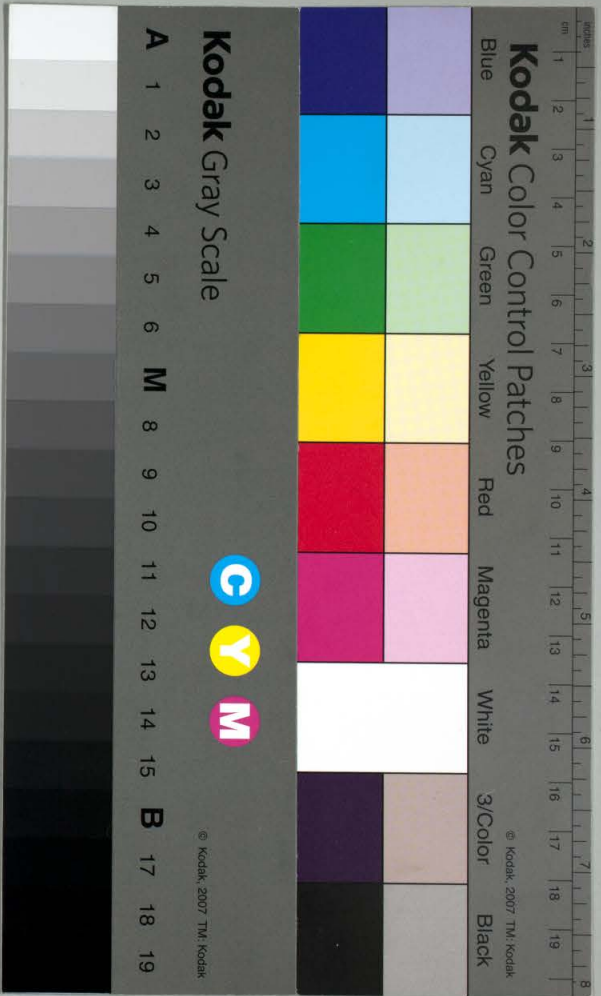 inches 1 2 3 4 5 6 7 8
cm 1 2 3 4 5 6 7 8 9 10 11 12 13 14 15 16 17 18 19
Kodak Color Control Patches
© Kodak, 2007 TM: Kodak
Blue Cyan Green Yellow Red Magenta White 3/Color Black
Kodak Gray Scale
C Y M
© Kodak, 2007 TM: Kodak
A 1 2 3 4 5 6 M 8 9 10 11 12 13 14 15 B 17 18 19